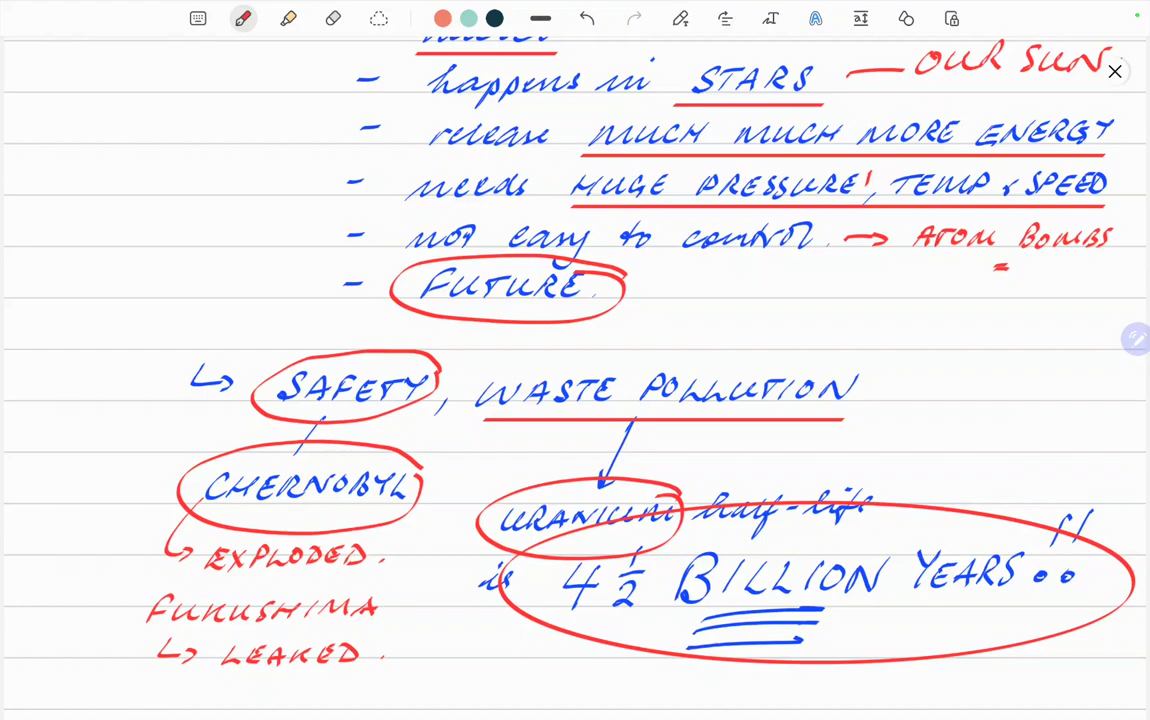 - happens in STARS — OUR SUN.
- release MUCH MUCH MORE ENERGY
- needs HUGE PRESSURE, TEMP & SPEED
- not easy to control. → ATOM BOMBS
- FUTURE.
↳ SAFETY, WASTE POLLUTION
CHERNOBYL
URANIUM half-life
↳ EXPLODED.
is 4 ½ BILLION YEARS !!
FUKUSHIMA
↳ LEAKED.